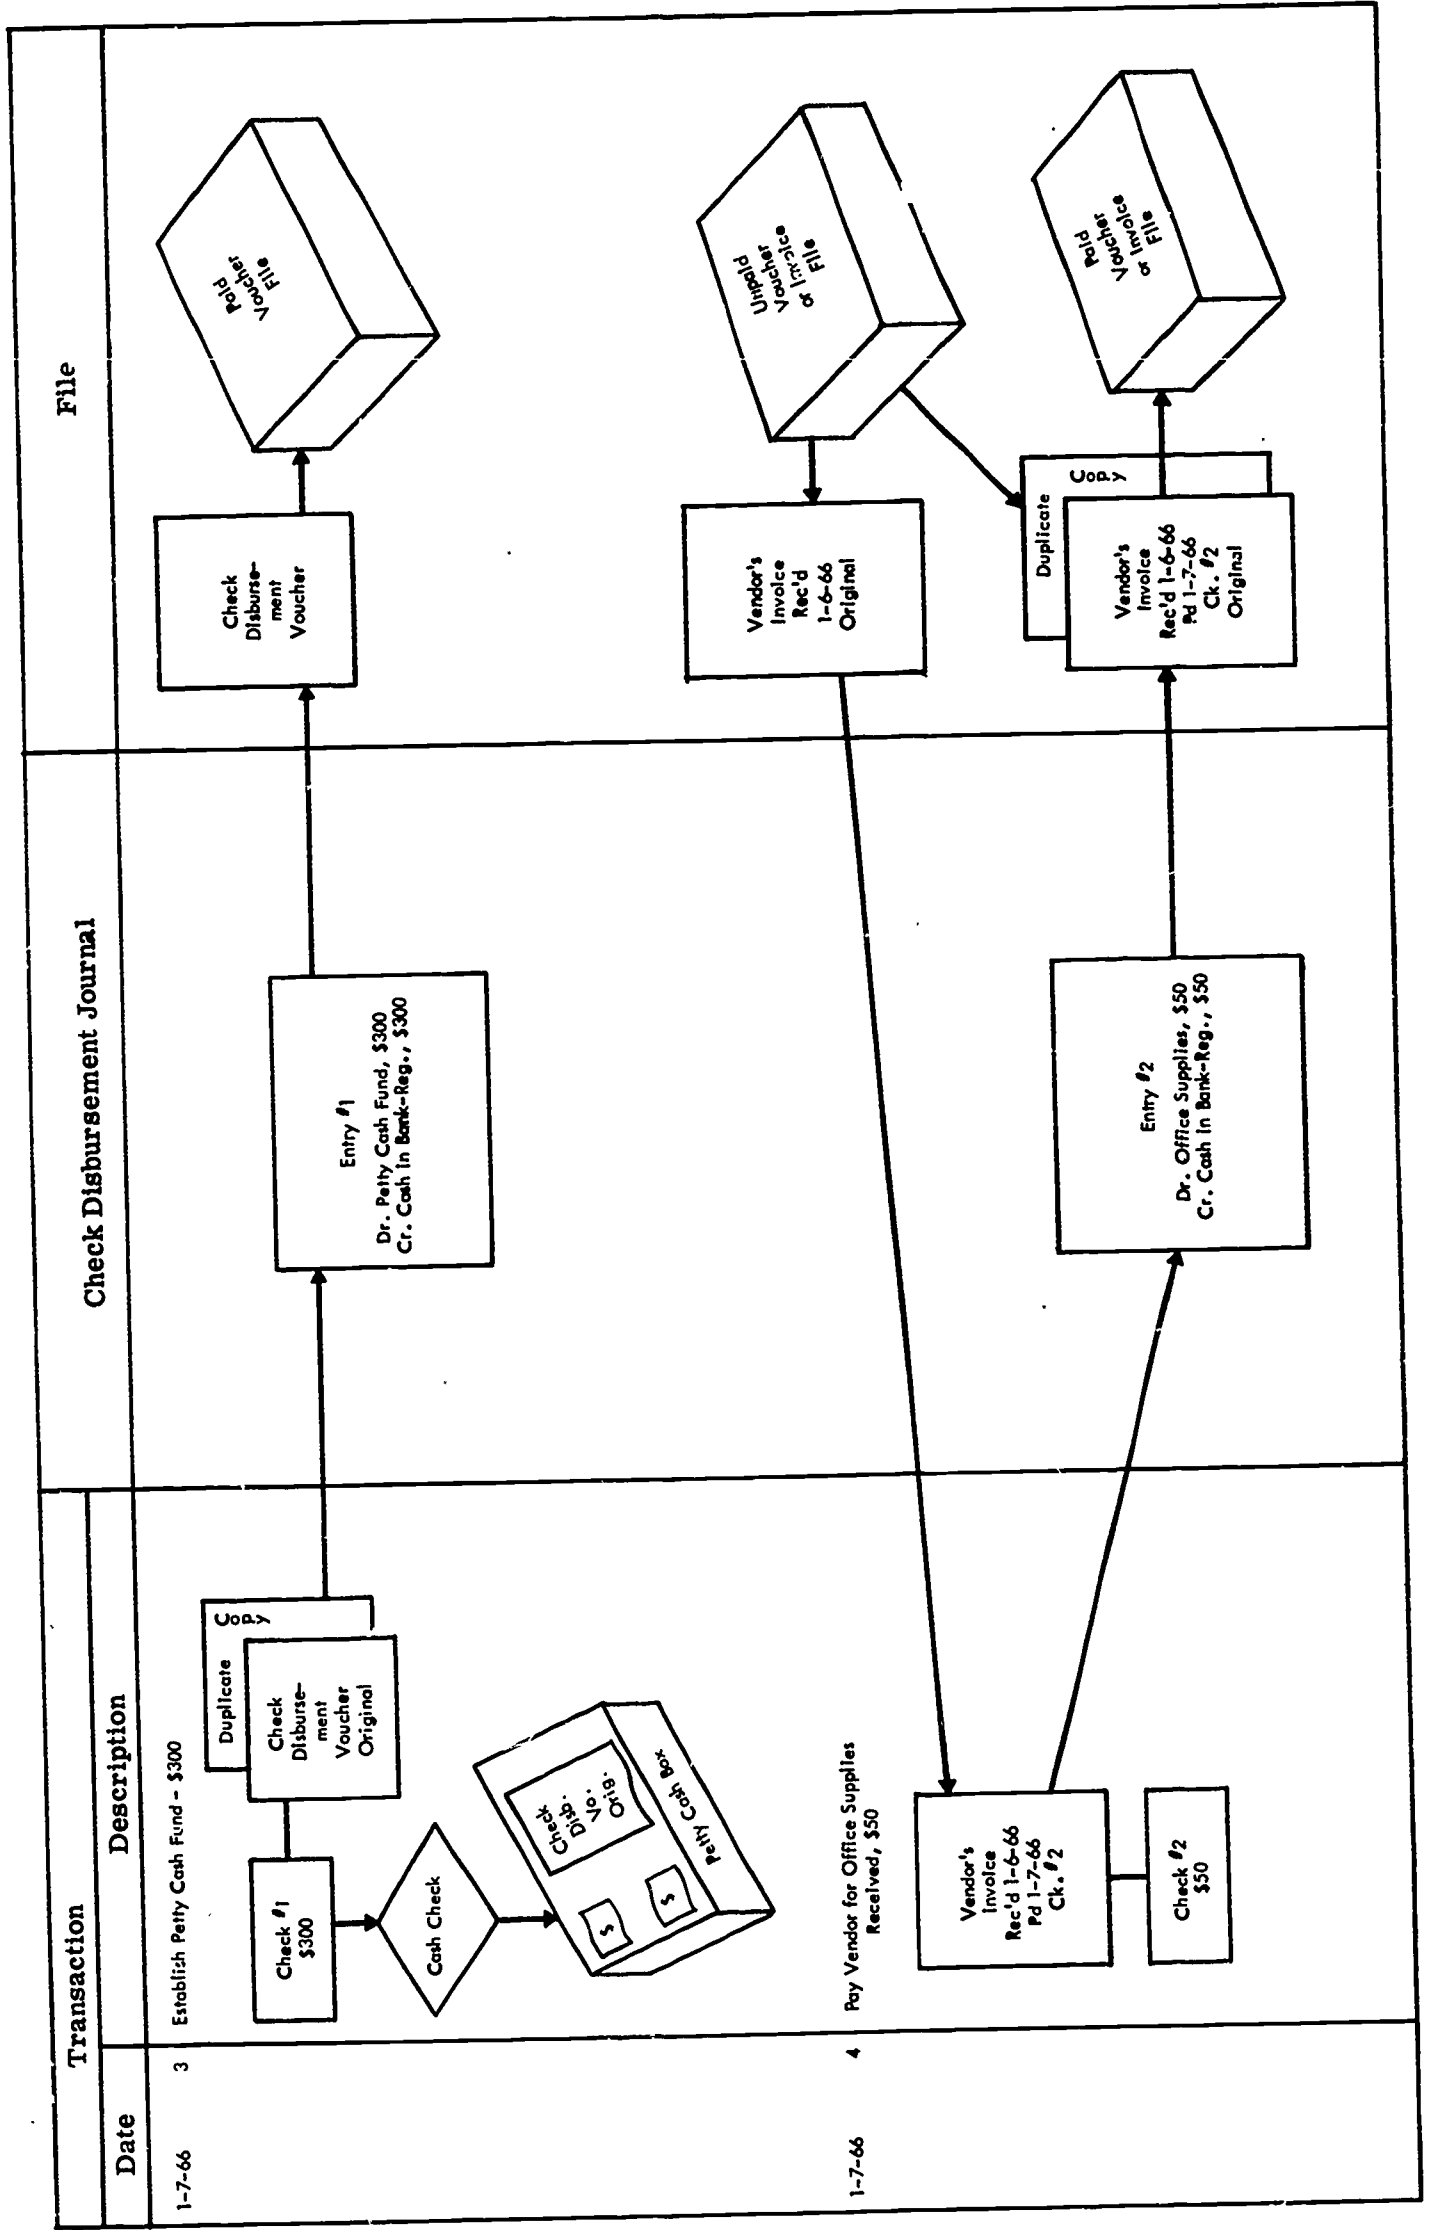 Transaction
Check Disbursement Journal
File
Date
Description
1-7-66
3
Establish Petty Cash Fund - $300
Duplicate
Copy
Check
Disburse-
ment
Voucher
Original
Check #1
$300
Cash Check
Check
Disb.
Vo.
Orig.
$
$
Petty Cash Box
Entry #1
Dr. Petty Cash Fund, $300
Cr. Cash in Bank-Reg., $300
Check
Disburse-
ment
Voucher
Paid
Voucher
File
1-7-66
4
Pay Vendor for Office Supplies
Received, $50
Unpaid
Voucher
or Invoice
File
Vendor's
Invoice
Rec'd
1-6-66
Original
Vendor's
Invoice
Rec'd 1-6-66
Pd 1-7-66
Ck. #2
Check #2
$50
Entry #2
Dr. Office Supplies, $50
Cr. Cash in Bank-Reg., $50
Duplicate
Copy
Vendor's
Invoice
Rec'd 1-6-66
Pd 1-7-66
Ck. #2
Original
Paid
Voucher
or Invoice
File